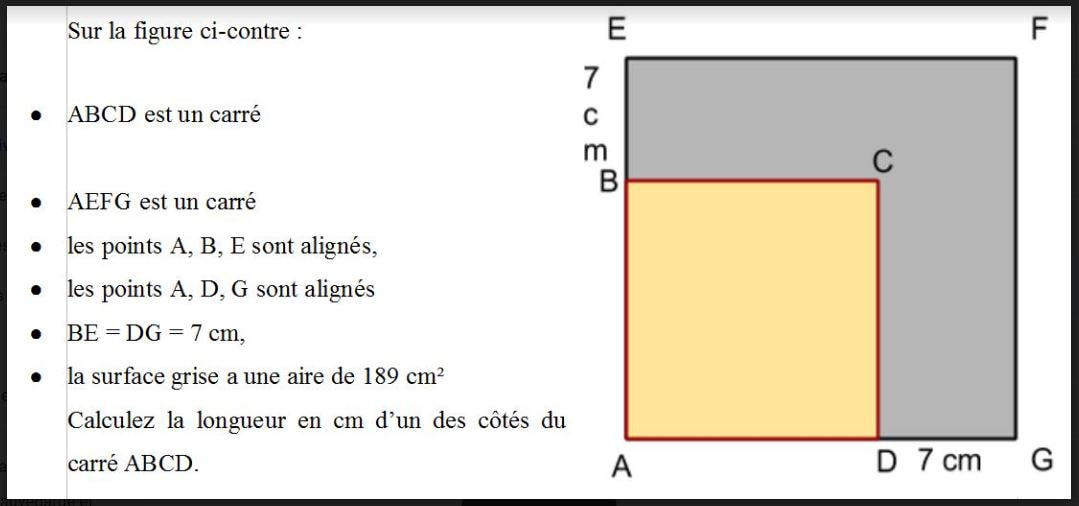 Sur la figure ci-contre :
● ABCD est un carré
● AEFG est un carré
● les points A, B, E sont alignés,
● les points A, D, G sont alignés
● BE = DG = 7 cm,
● la surface grise a une aire de 189 cm²
Calculez la longueur en cm d’un des côtés du
carré ABCD.
E F
7
c
m
B
C
A D 7 cm G